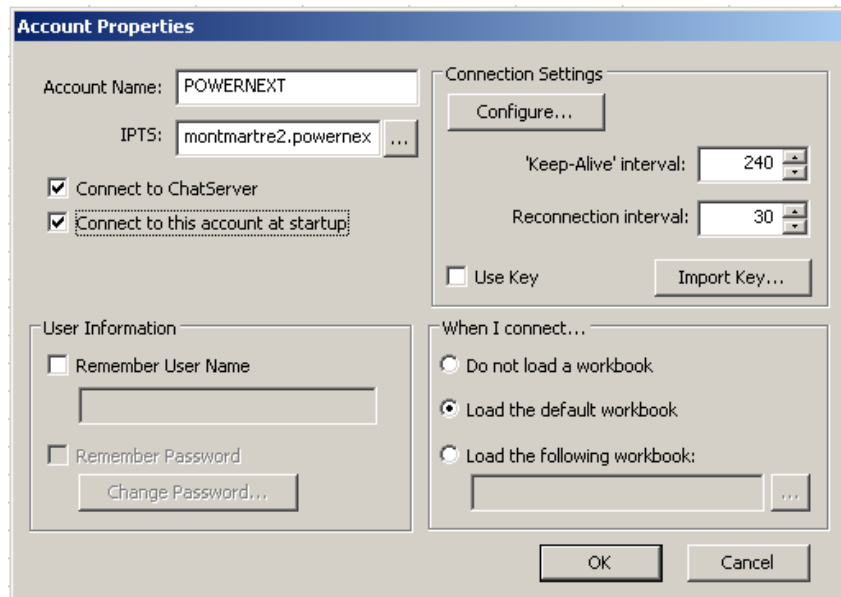 Account Properties
Account Name: POWERNEXT
IPTS: montmartre2.powernex ...
Connect to ChatServer
Connect to this account at startup
Connection Settings
Configure...
'Keep-Alive' interval: 240
Reconnection interval: 30
Use Key Import Key...
User Information
Remember User Name
Remember Password
Change Password...
When I connect...
Do not load a workbook
Load the default workbook
Load the following workbook:
...
OK Cancel